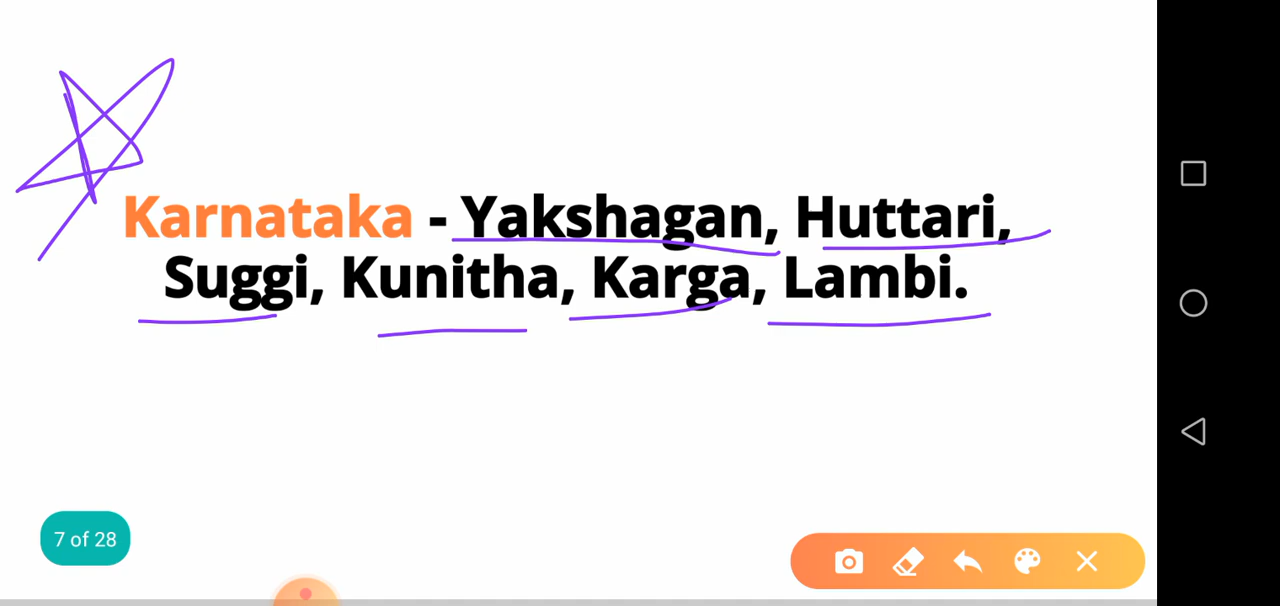 Karnataka - Yakshagan, Huttari,
Suggi, Kunitha, Karga, Lambi.
7 of 28